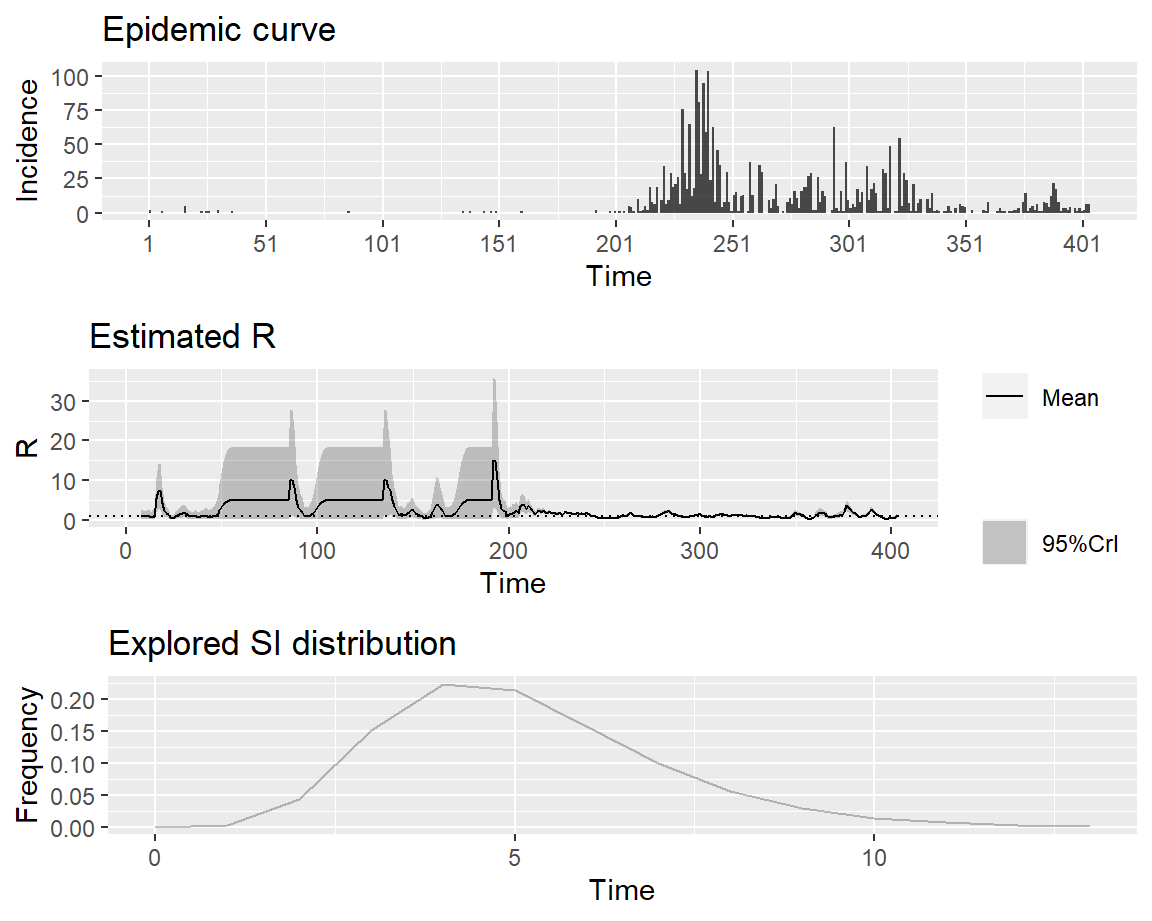 Epidemic curve
Incidence
100
75
50
25
0
1 51 101 151 201 251 301 351 401
Time
Estimated R
R
30
20
10
0
0 100 200 300 400
Time
Mean
95%CrI
Explored SI distribution
Frequency
0.20
0.15
0.10
0.05
0.00
0 5 10
Time